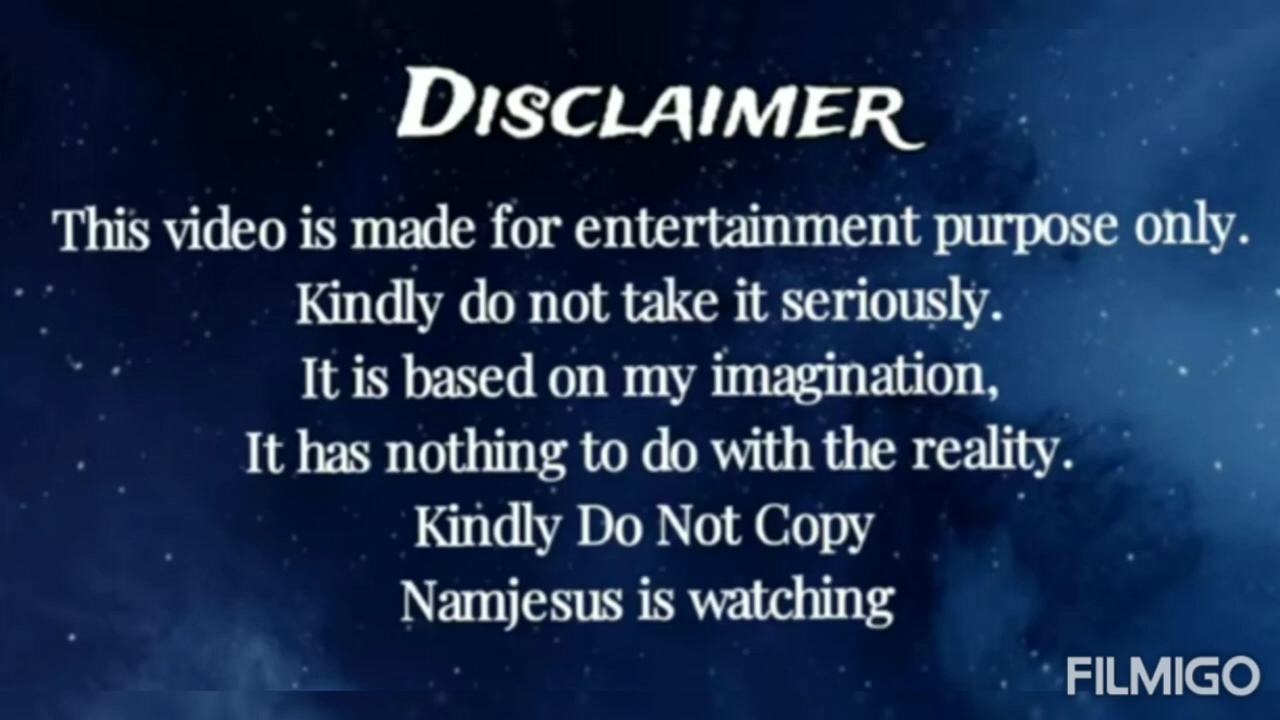 DISCLAIMER
This video is made for entertainment purpose only.
Kindly do not take it seriously.
It is based on my imagination,
It has nothing to do with the reality.
Kindly Do Not Copy
Namjesus is watching
FILMIGO